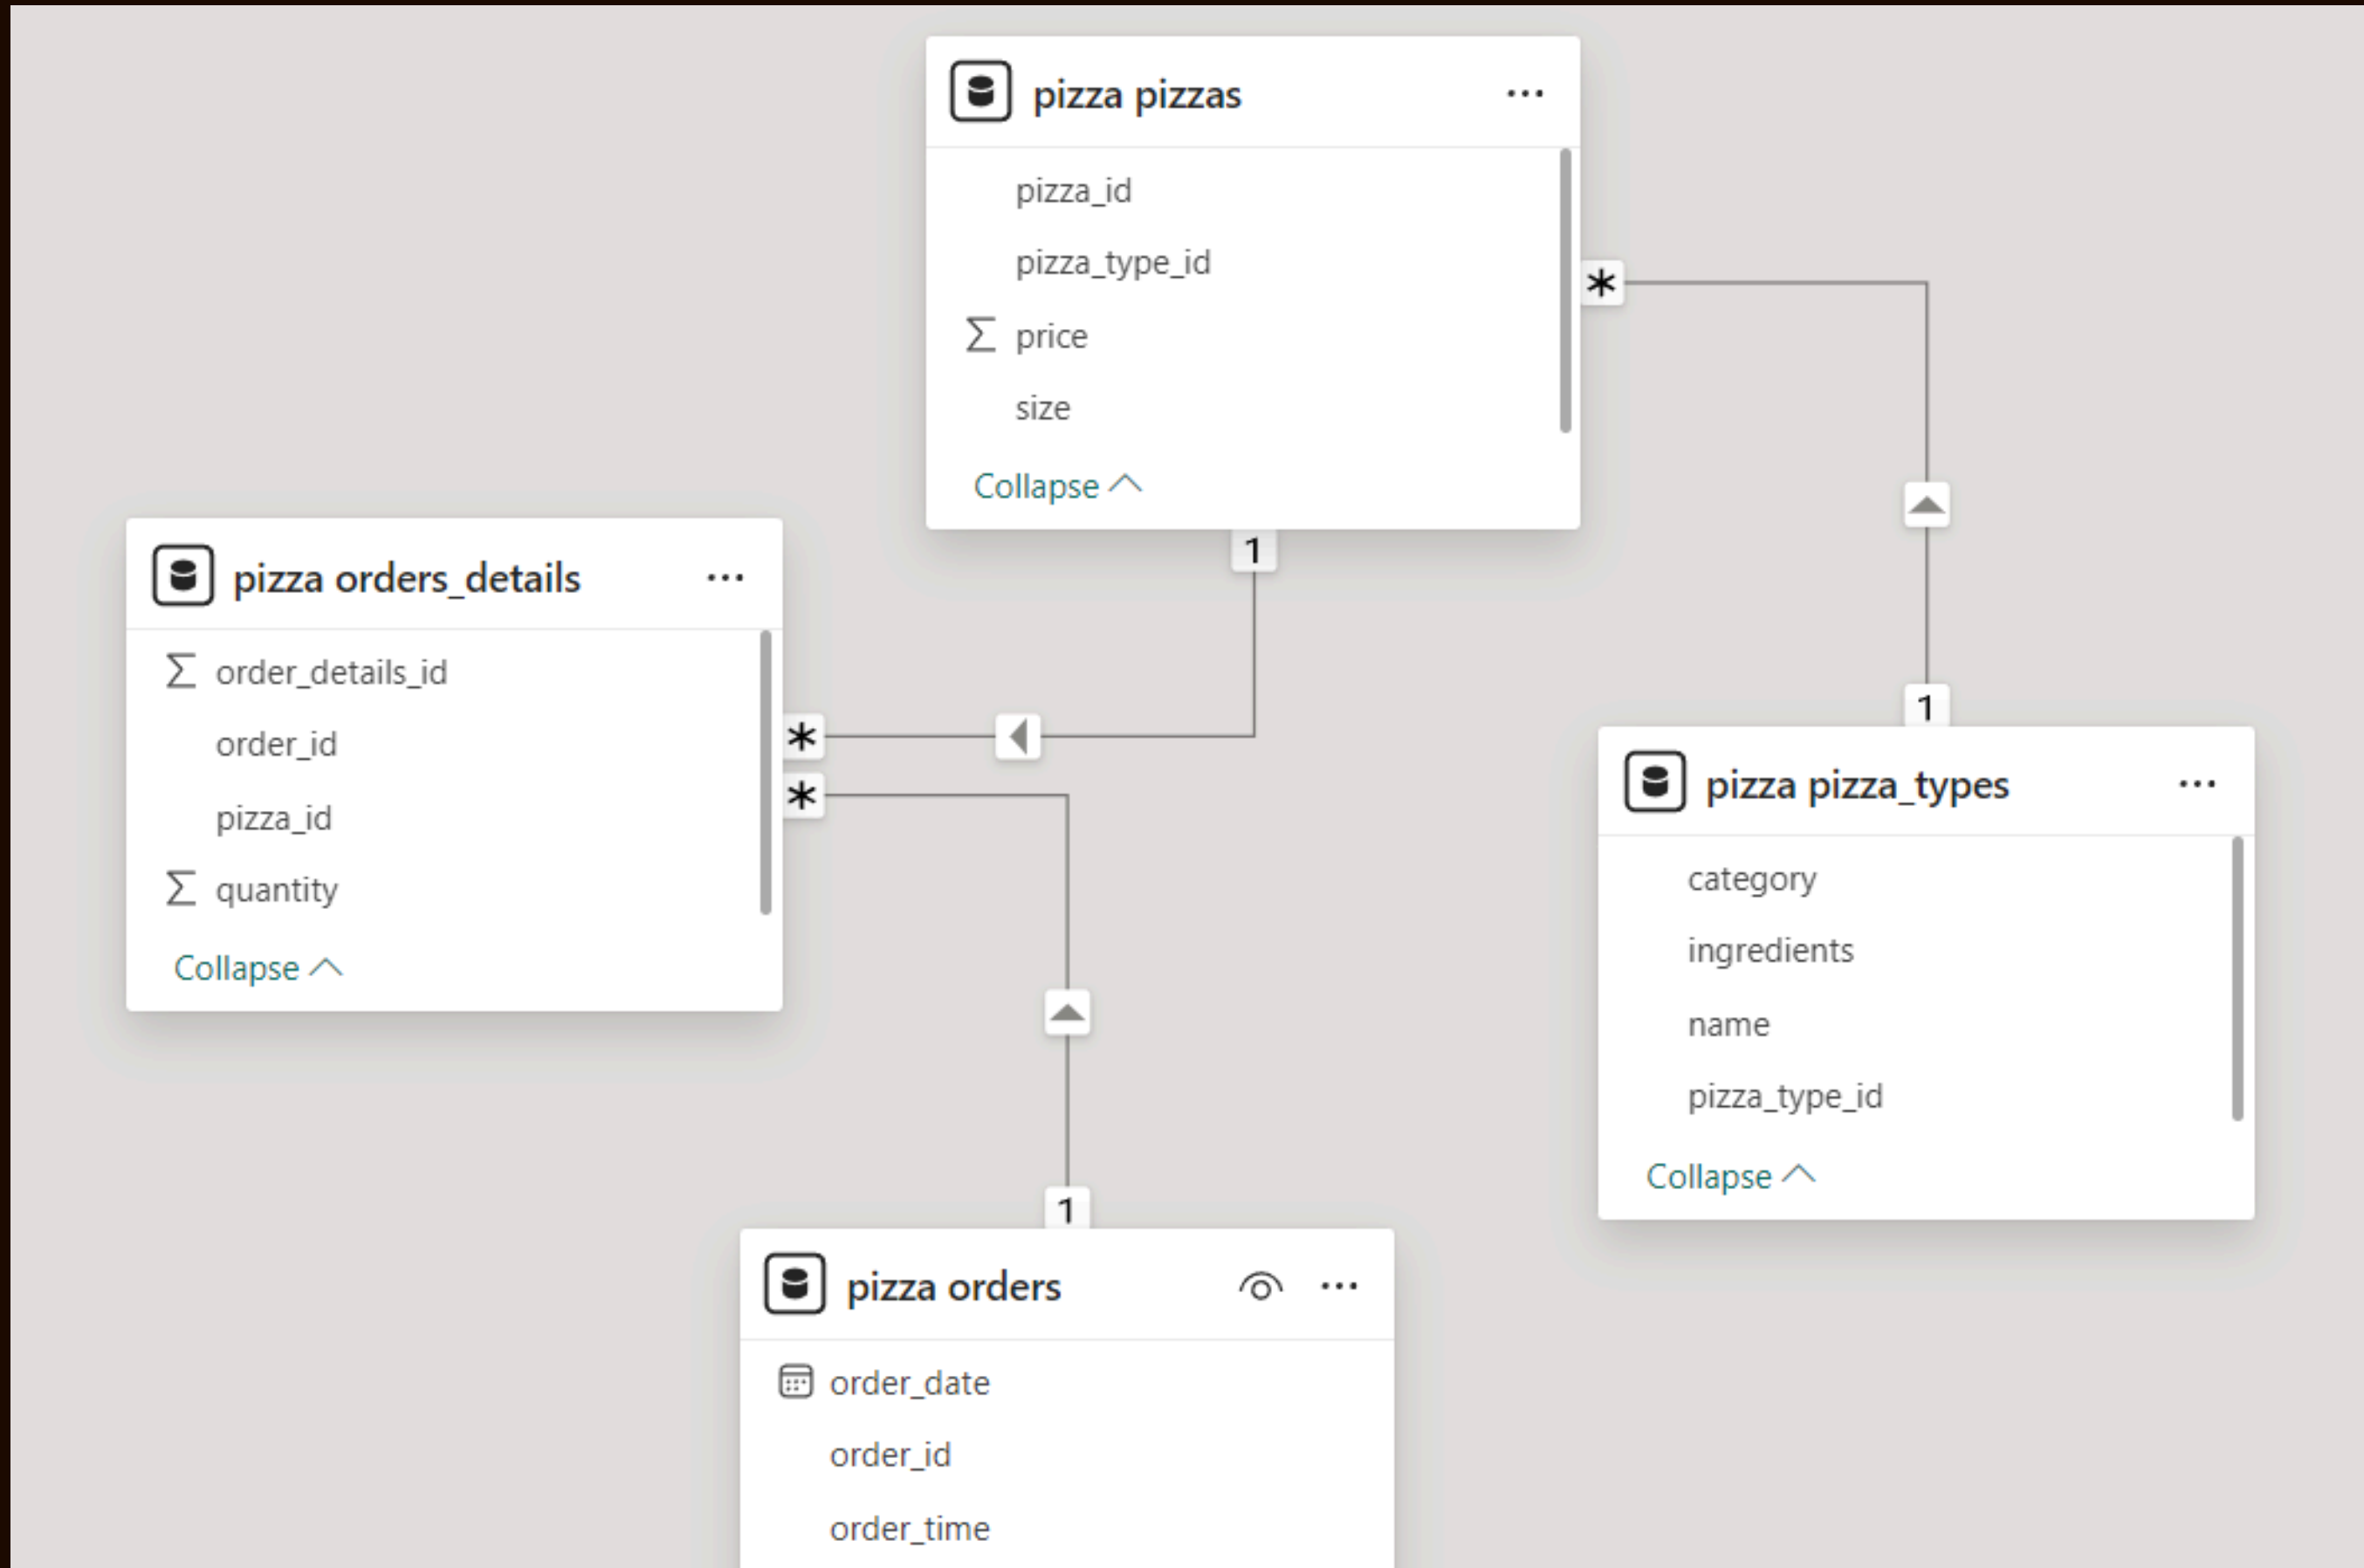 pizza pizzas
pizza_id
pizza_type_id
price
size
Collapse
*
1
1
pizza orders_details
order_details_id
order_id
pizza_id
quantity
Collapse
*
*
1
pizza pizza_types
category
ingredients
name
pizza_type_id
Collapse
pizza orders
order_date
order_id
order_time